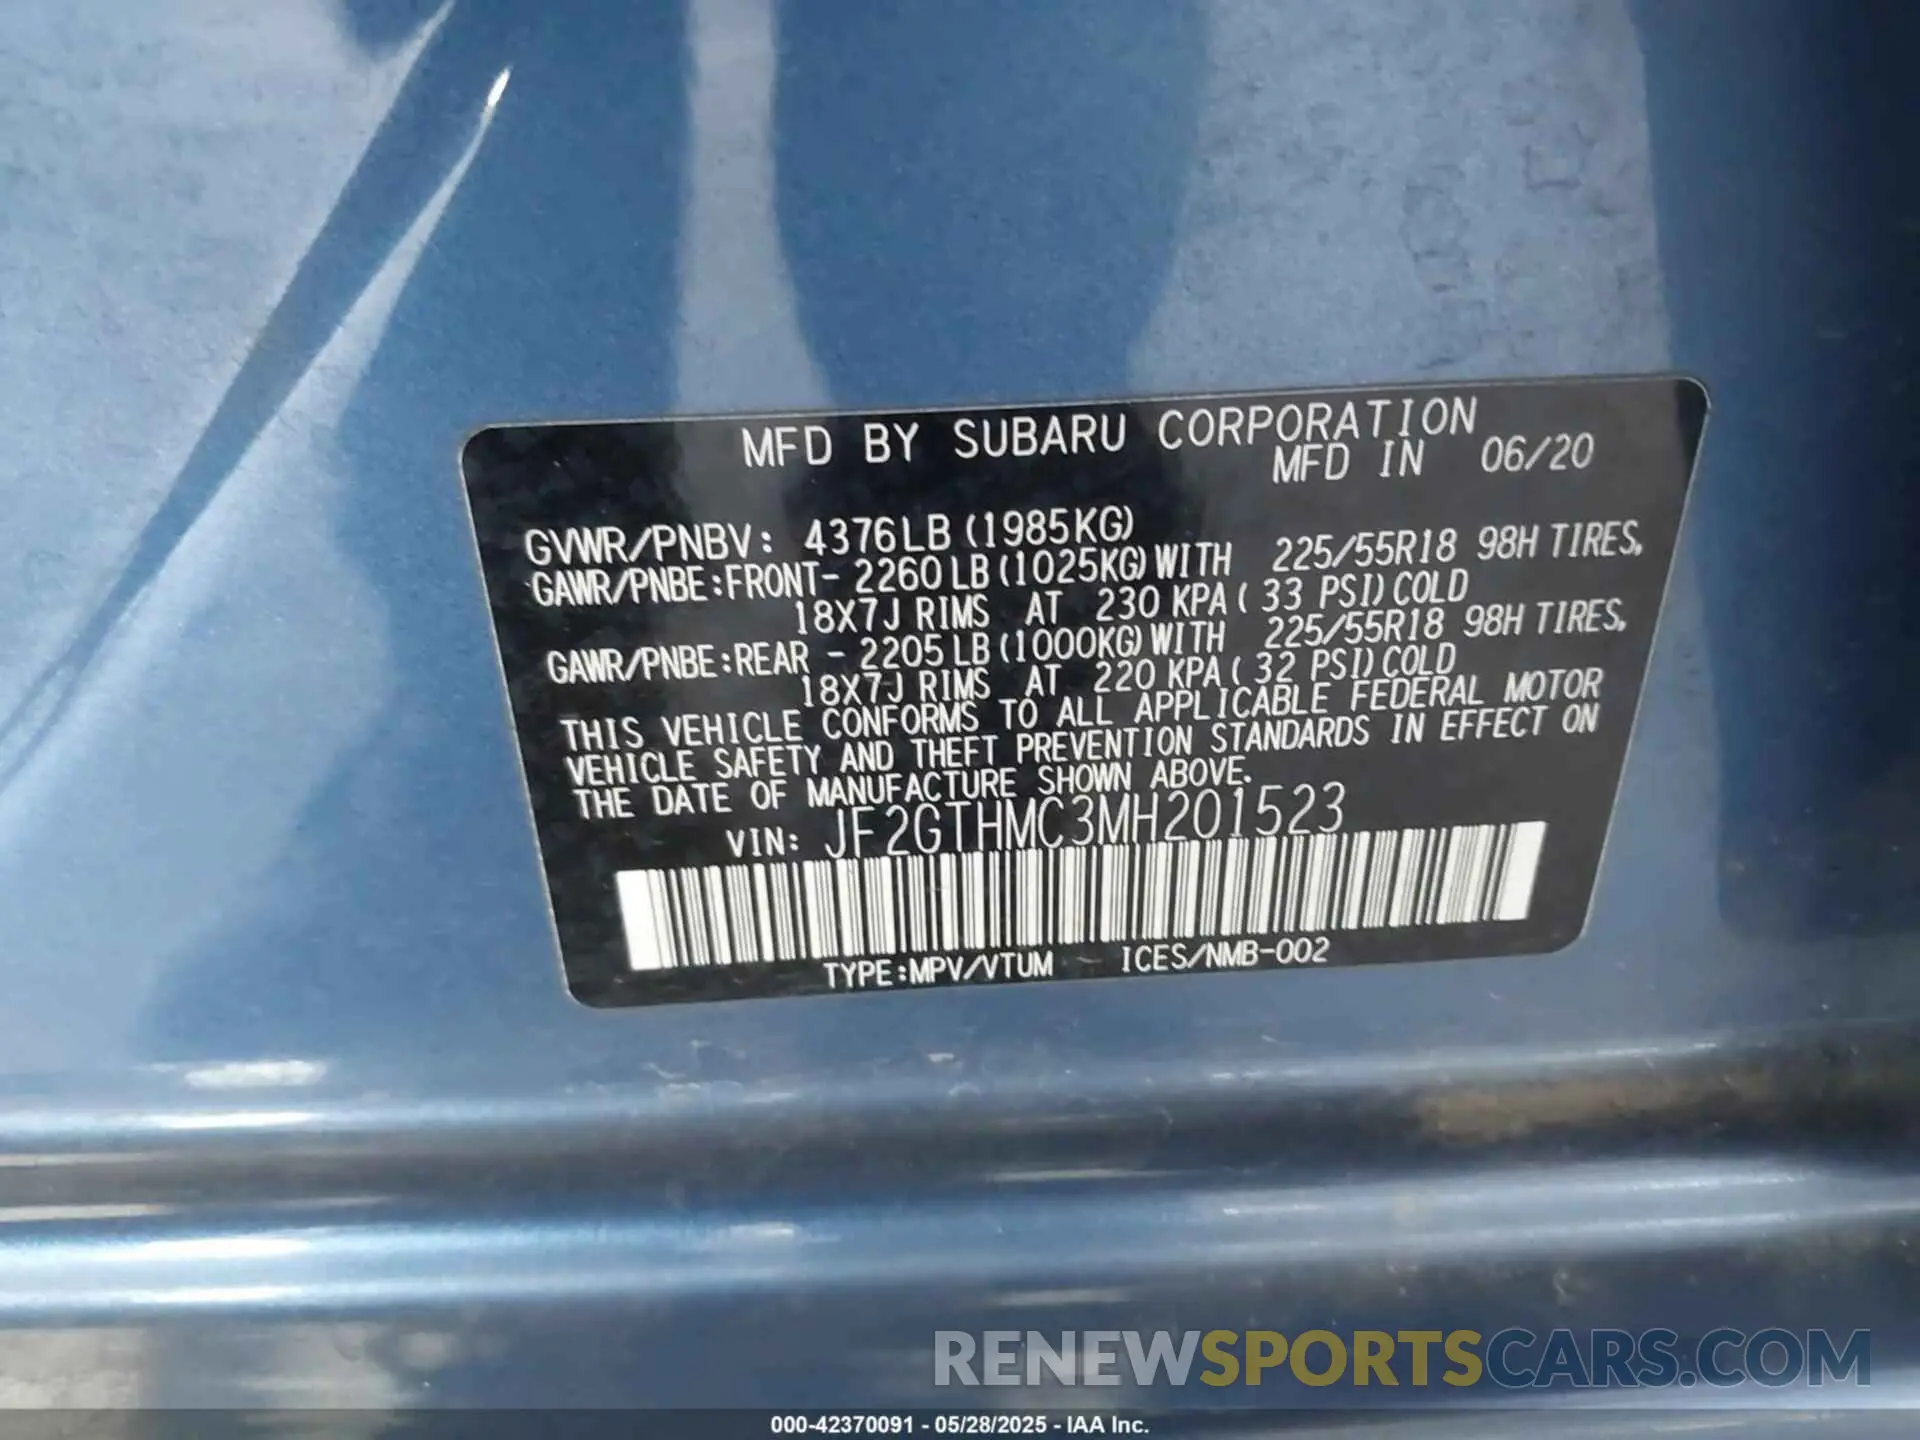 MFD BY SUBARU CORPORATION
MFD IN 06/20
GVWR/PNBV: 4376LB (1985KG)
GAWR/PNBE:FRONT- 2260LB (1025KG) WITH 225/55R18 98H TIRES,
18X7J RIMS AT 230 KPA ( 33 PSI) COLD
GAWR/PNBE:REAR - 2205LB (1000KG) WITH 225/55R18 98H TIRES,
18X7J RIMS AT 220 KPA ( 32 PSI) COLD
THIS VEHICLE CONFORMS TO ALL APPLICABLE FEDERAL MOTOR
VEHICLE SAFETY AND THEFT PREVENTION STANDARDS IN EFFECT ON
THE DATE OF MANUFACTURE SHOWN ABOVE.
VIN: JF2GTHMC3MH201523
TYPE:MPV/VTUM ICES/NMB-002
RENEWSPORTSCARS.COM
000-42370091 - 05/28/2025 - IAA Inc.